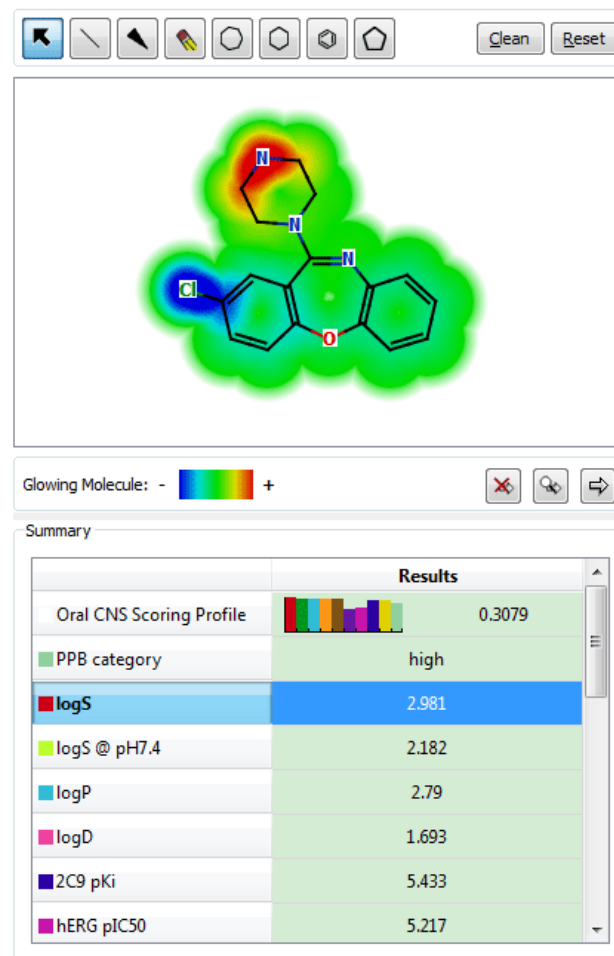 Clean Reset
N
N
N
Cl
O
Glowing Molecule: - +
Summary
Results
Oral CNS Scoring Profile 0.3079
PPB category high
logS 2.981
logS @ pH7.4 2.182
logP 2.79
logD 1.693
2C9 pKi 5.433
hERG pIC50 5.217